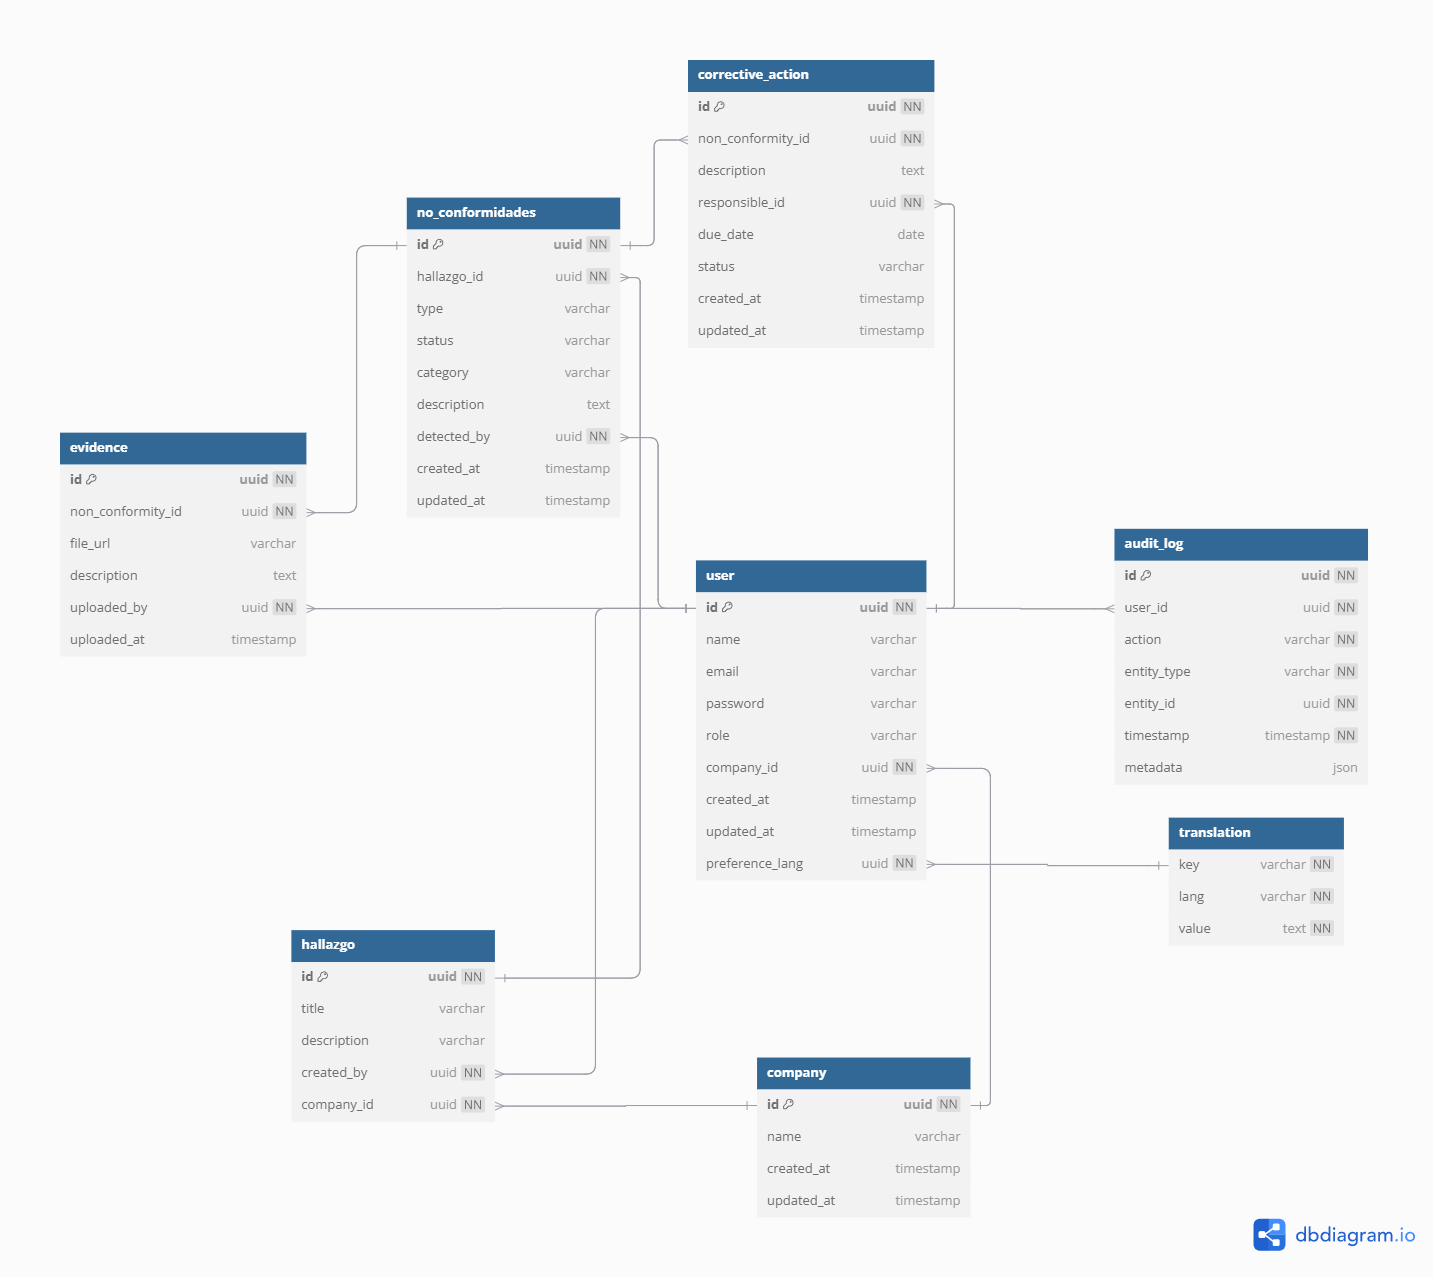 corrective_action
id uuid NN
non_conformity_id uuid NN
description text
responsible_id uuid NN
due_date date
status varchar
created_at timestamp
updated_at timestamp
no_conformidades
id uuid NN
hallazgo_id uuid NN
type varchar
status varchar
category varchar
description text
detected_by uuid NN
created_at timestamp
updated_at timestamp
evidence
id uuid NN
non_conformity_id uuid NN
file_url varchar
description text
uploaded_by uuid NN
uploaded_at timestamp
user
id uuid NN
name varchar
email varchar
password varchar
role varchar
company_id uuid NN
created_at timestamp
updated_at timestamp
preference_lang uuid NN
audit_log
id uuid NN
user_id uuid NN
action varchar NN
entity_type varchar NN
entity_id uuid NN
timestamp timestamp NN
metadata json
translation
key varchar NN
lang varchar NN
value text NN
hallazgo
id uuid NN
title varchar
description varchar
created_by uuid NN
company_id uuid NN
company
id uuid NN
name varchar
created_at timestamp
updated_at timestamp
dbdiagram.io